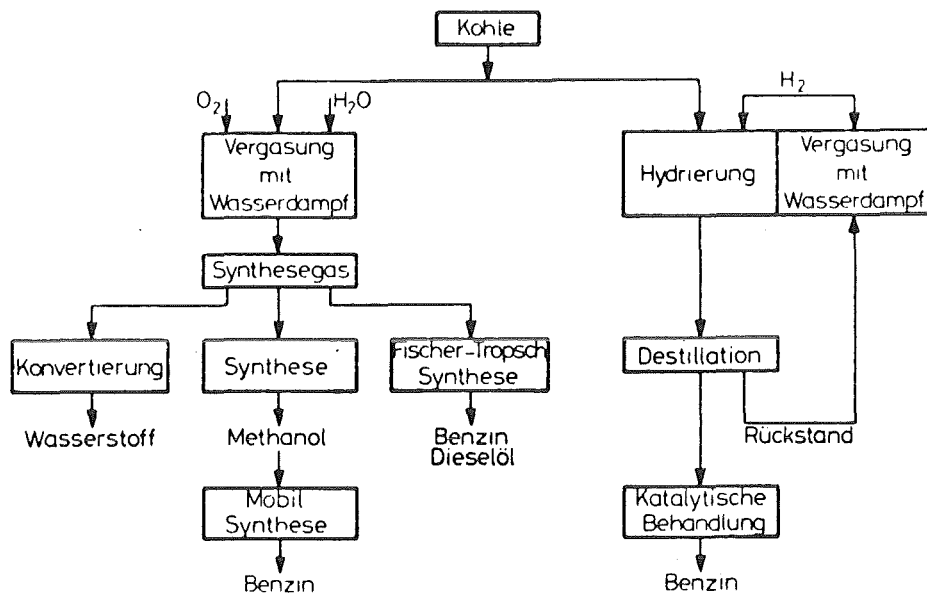 Kohle
O₂
H₂O
H₂
Vergasung
mit
Wasserdampf
Hydrierung
Vergasung
mit
Wasserdampf
Synthesegas
Konvertierung
Synthese
Fischer-Tropsch
Synthese
Destillation
Wasserstoff
Methanol
Benzin
Dieselöl
Rückstand
Mobil
Synthese
Katalytische
Behandlung
Benzin
Benzin